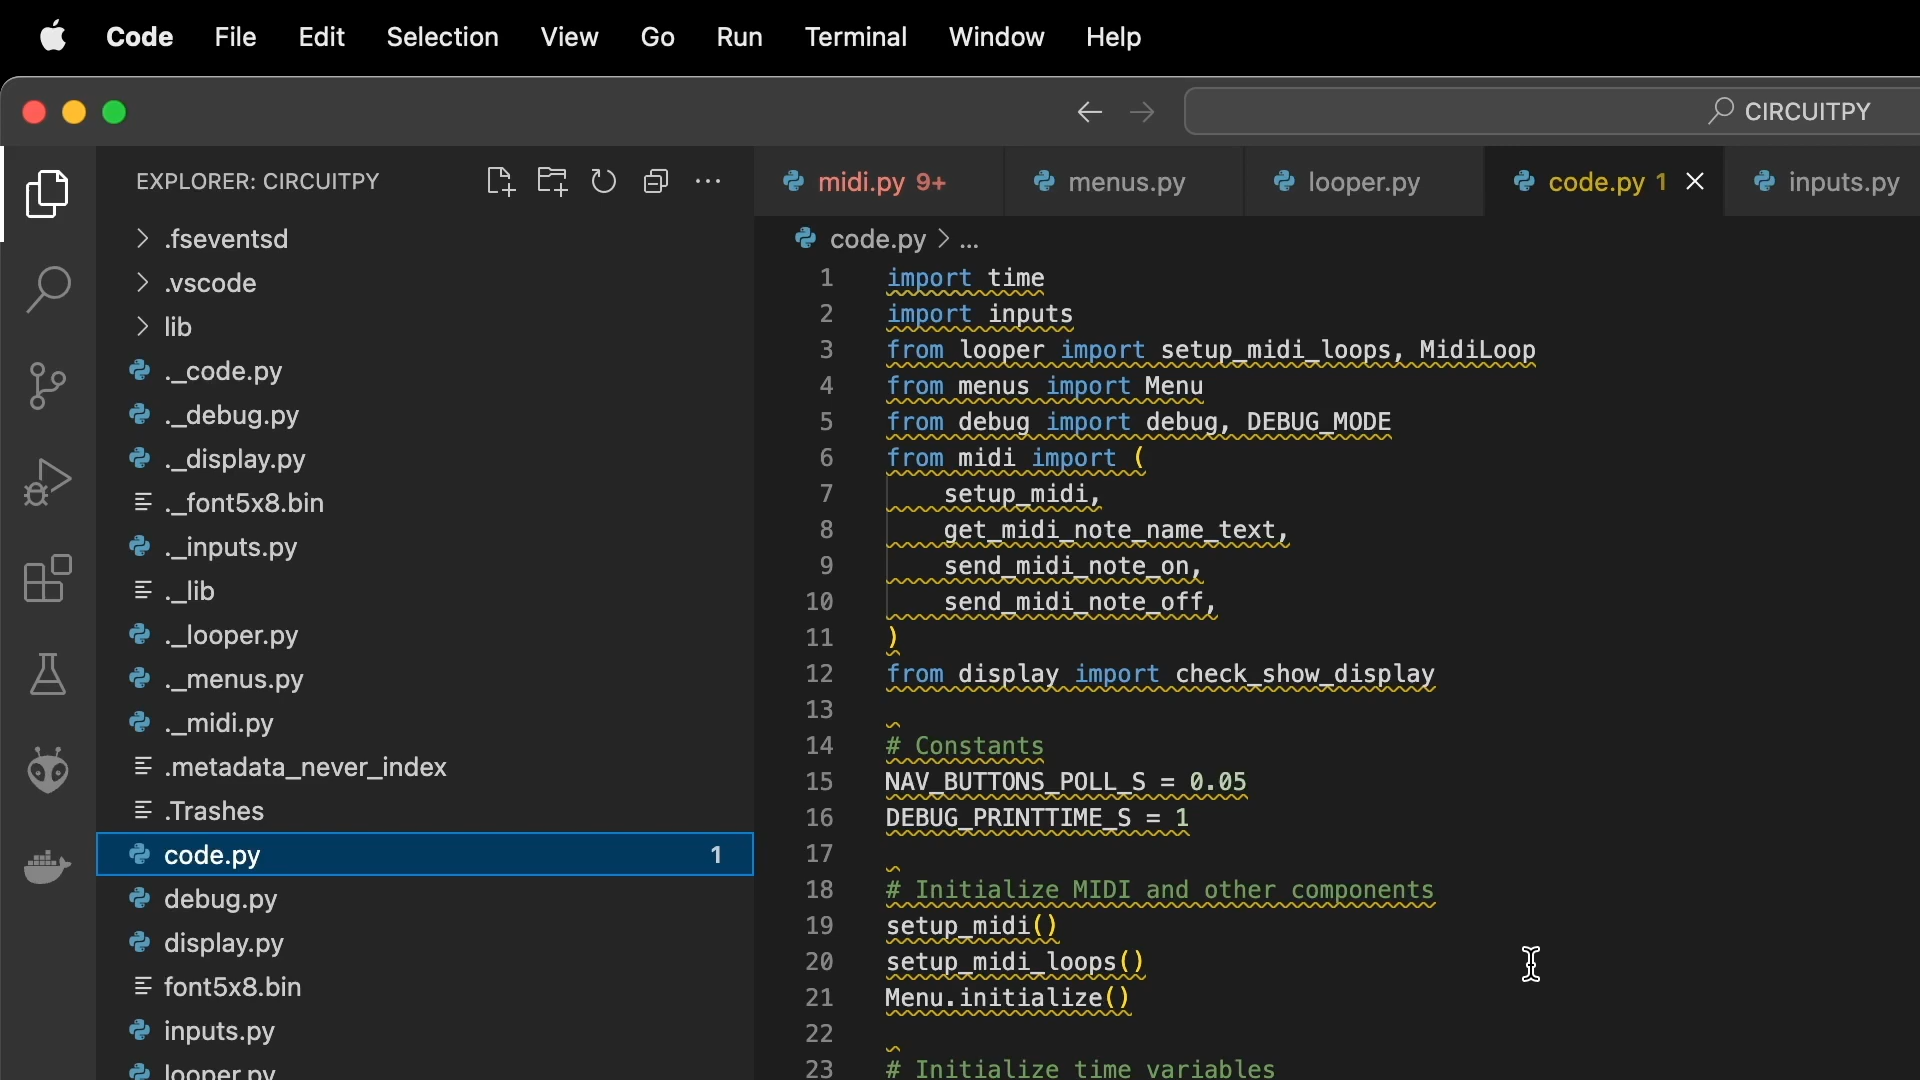 Code File Edit Selection View Go Run Terminal Window Help
CIRCUITPY
EXPLORER: CIRCUITPY
midi.py 9+ menus.py looper.py code.py 1 inputs.py
code.py > ...
.fseventsd
.vscode
lib
._code.py
._debug.py
._display.py
._font5x8.bin
._inputs.py
._lib
._looper.py
._menus.py
._midi.py
.metadata_never_index
.Trashes
code.py 1
debug.py
display.py
font5x8.bin
inputs.py
looper.py
1 import time
2 import inputs
3 from looper import setup_midi_loops, MidiLoop
4 from menus import Menu
5 from debug import debug, DEBUG_MODE
6 from midi import (
7 setup_midi,
8 get_midi_note_name_text,
9 send_midi_note_on,
10 send_midi_note_off,
11 )
12 from display import check_show_display
13
14 # Constants
15 NAV_BUTTONS_POLL_S = 0.05
16 DEBUG_PRINTTIME_S = 1
17
18 # Initialize MIDI and other components
19 setup_midi()
20 setup_midi_loops()
21 Menu.initialize()
22
23 # Initialize time variables